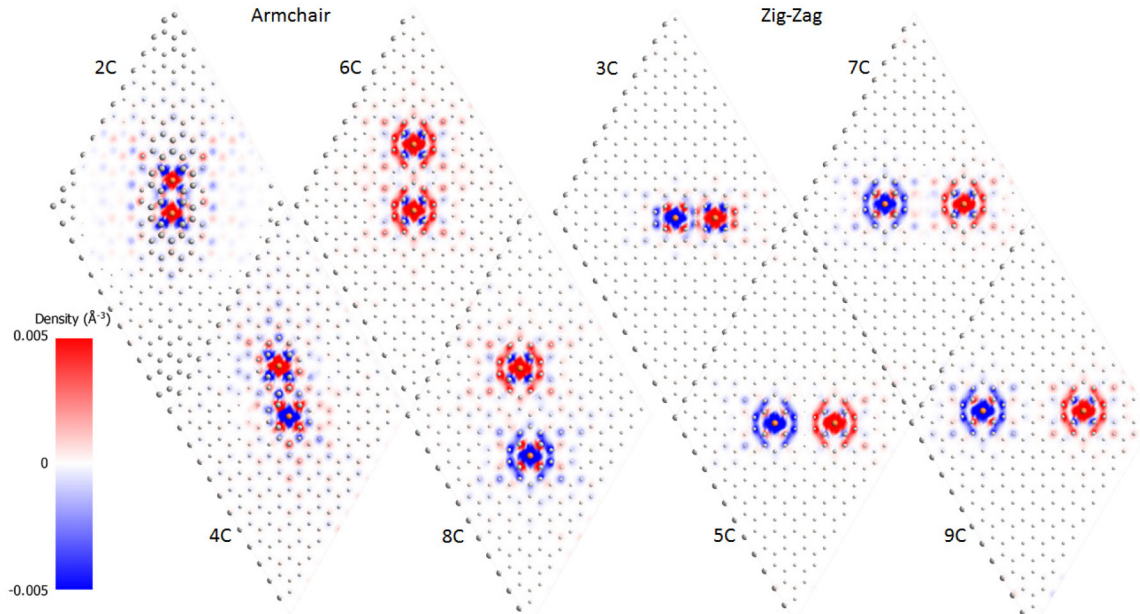 Armchair
Zig-Zag
2C
6C
3C
7C
Density (Å⁻³)
0.005
0
-0.005
4C
8C
5C
9C